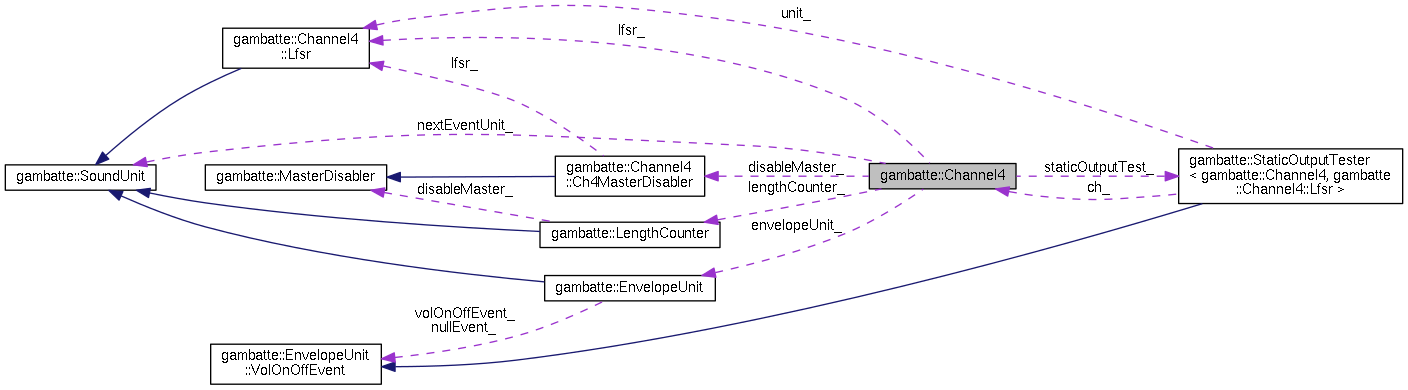 unit_
lfsr_
gambatte::Channel4
::Lfsr
lfsr_
nextEventUnit_
gambatte::SoundUnit
gambatte::MasterDisabler
gambatte::Channel4
::Ch4MasterDisabler
disableMaster_
gambatte::Channel4
staticOutputTest_
ch_
gambatte::StaticOutputTester
< gambatte::Channel4, gambatte
::Channel4::Lfsr >
disableMaster_
lengthCounter_
gambatte::LengthCounter
envelopeUnit_
gambatte::EnvelopeUnit
volOnOffEvent_
nullEvent_
gambatte::EnvelopeUnit
::VolOnOffEvent